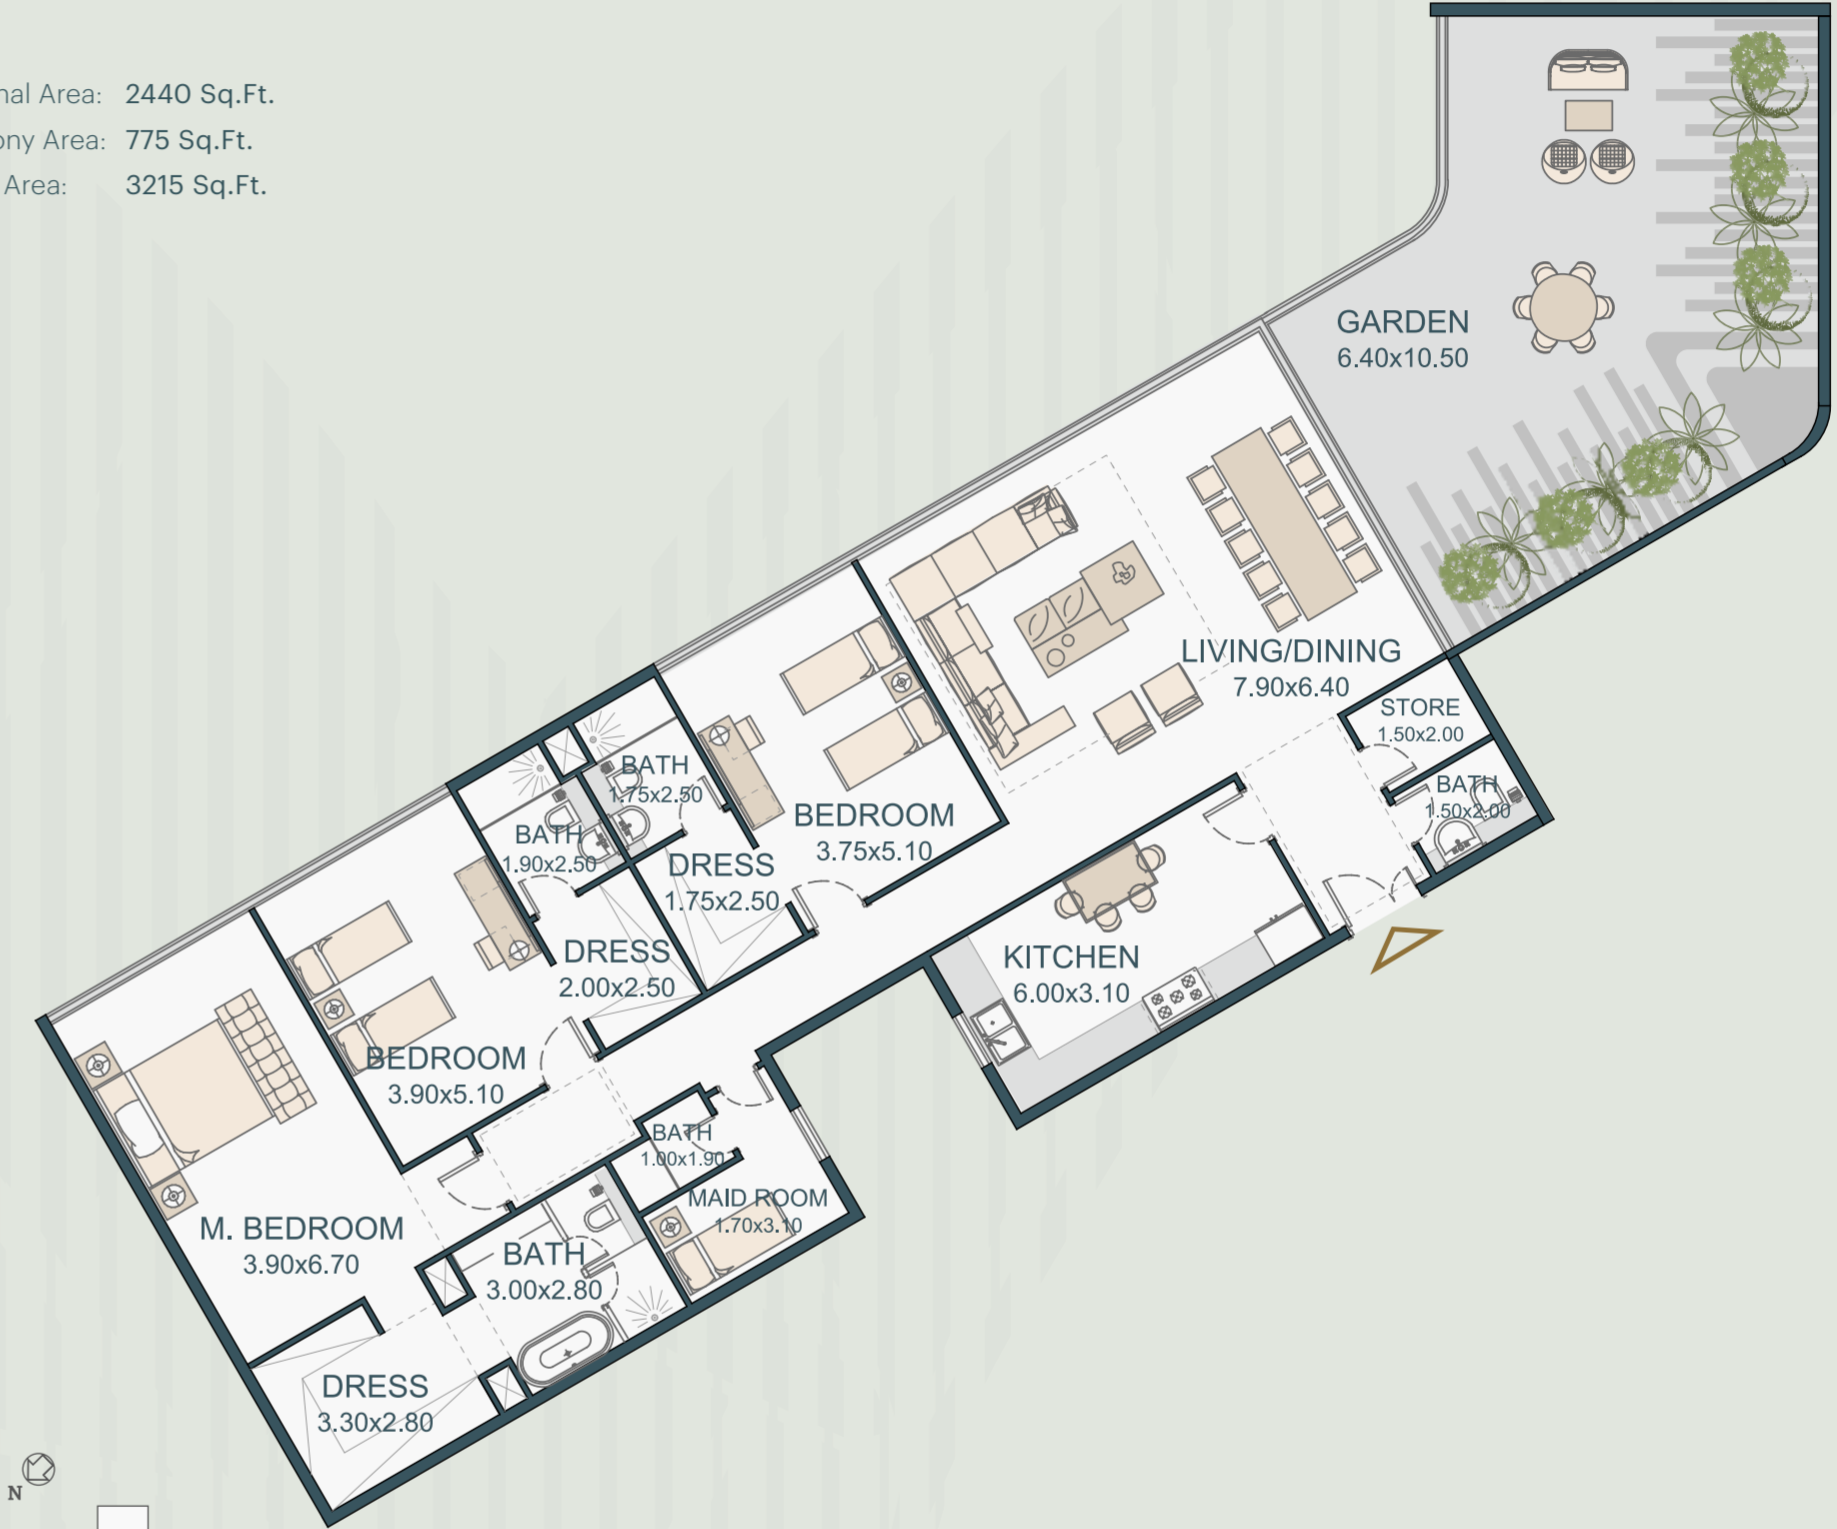 nal Area: 2440 Sq.Ft.
ony Area: 775 Sq.Ft.
Area: 3215 Sq.Ft.
GARDEN
6.40x10.50
LIVING/DINING
7.90x6.40
STORE
1.50x2.00
BATH
1.50x2.00
BATH
1.75x2.50
BEDROOM
3.75x5.10
BATH
1.90x2.50
DRESS
1.75x2.50
DRESS
2.00x2.50
KITCHEN
6.00x3.10
BEDROOM
3.90x5.10
BATH
1.00x1.90
MAID ROOM
1.70x3.10
M. BEDROOM
3.90x6.70
BATH
3.00x2.80
DRESS
3.30x2.80
N